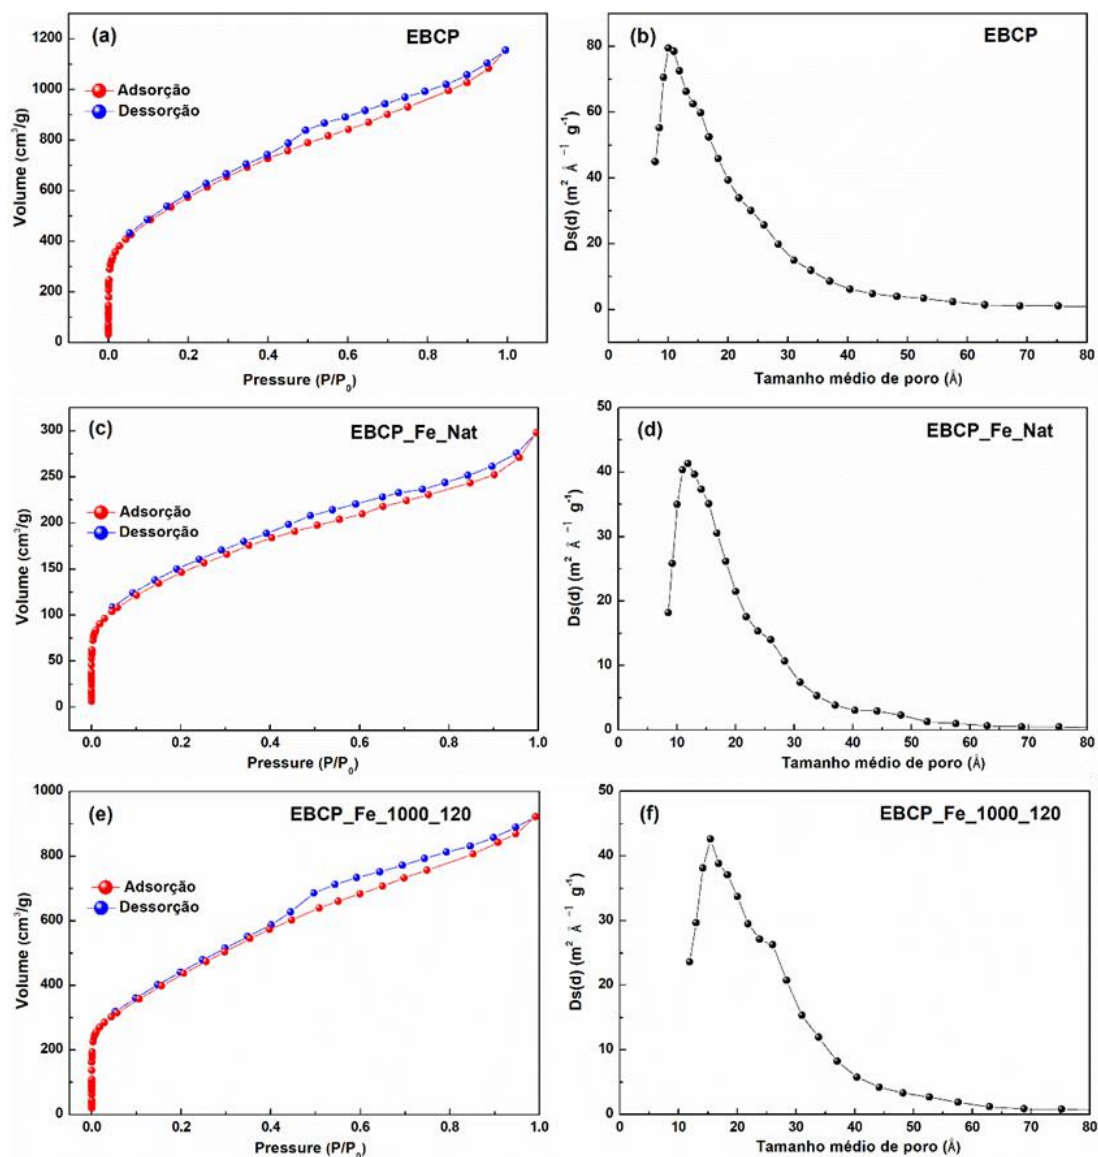 (a)
EBCP
1200
1000
800
600
400
200
0
Adsorção
Dessorção
Volume (cm³/g)
0.0 0.2 0.4 0.6 0.8 1.0
Pressure (P/P₀)
(b)
EBCP
80
60
40
20
0
Ds(d) (m² Å⁻¹ g⁻¹)
0 10 20 30 40 50 60 70 80
Tamanho médio de poro (Å)
(c)
EBCP_Fe_Nat
300
250
200
150
100
50
0
Adsorção
Dessorção
Volume (cm³/g)
0.0 0.2 0.4 0.6 0.8 1.0
Pressure (P/P₀)
(d)
EBCP_Fe_Nat
50
40
30
20
10
0
Ds(d) (m² Å⁻¹ g⁻¹)
0 10 20 30 40 50 60 70 80
Tamanho médio de poro (Å)
(e)
EBCP_Fe_1000_120
1000
800
600
400
200
0
Adsorção
Dessorção
Volume (cm³/g)
0.0 0.2 0.4 0.6 0.8 1.0
Pressure (P/P₀)
(f)
EBCP_Fe_1000_120
50
40
30
20
10
0
Ds(d) (m² Å⁻¹ g⁻¹)
0 10 20 30 40 50 60 70 80
Tamanho médio de poro (Å)